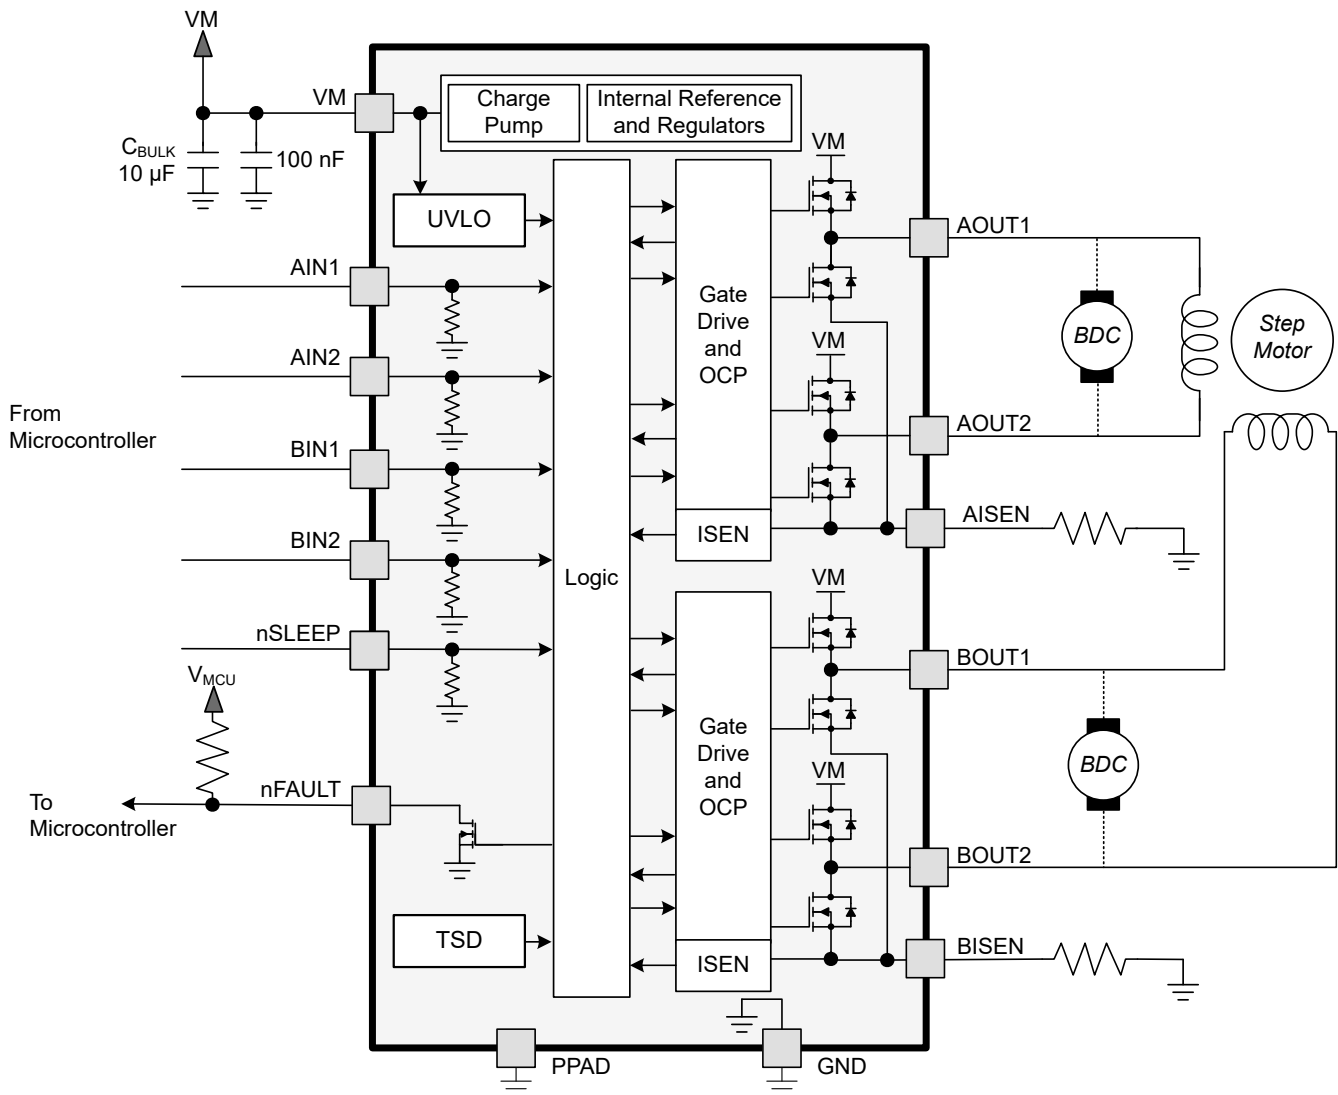 VM
VM
C_BULK
10 µF
100 nF
Charge
Pump
Internal Reference
and Regulators
UVLO
AIN1
AIN2
From
Microcontroller
BIN1
BIN2
nSLEEP
V_MCU
nFAULT
To
Microcontroller
TSD
Logic
Gate
Drive
and
OCP
ISEN
VM
VM
AOUT1
BDC
Step
Motor
AOUT2
AISEN
Gate
Drive
and
OCP
ISEN
VM
VM
BOUT1
BDC
BOUT2
BISEN
PPAD
GND